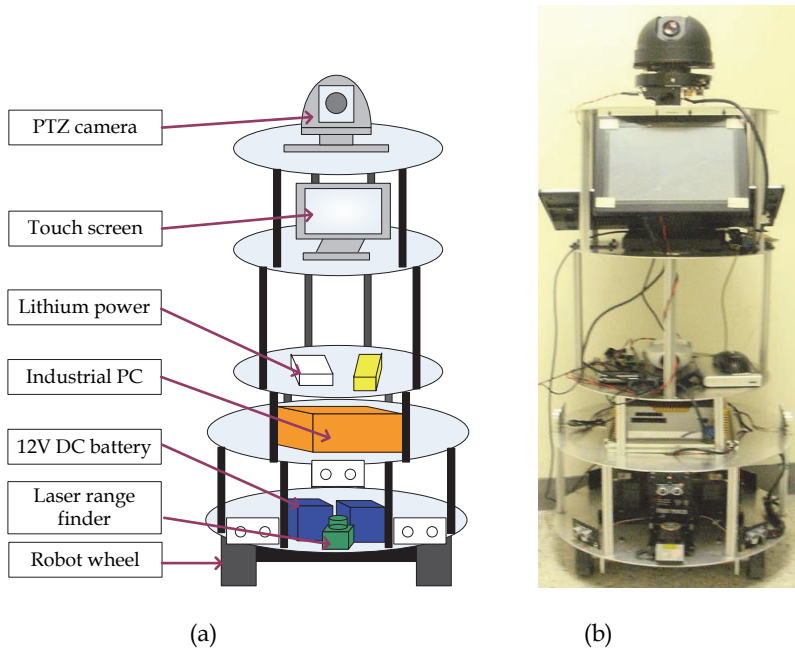 PTZ camera
Touch screen
Lithium power
Industrial PC
12V DC battery
Laser range
finder
Robot wheel
(a)
(b)